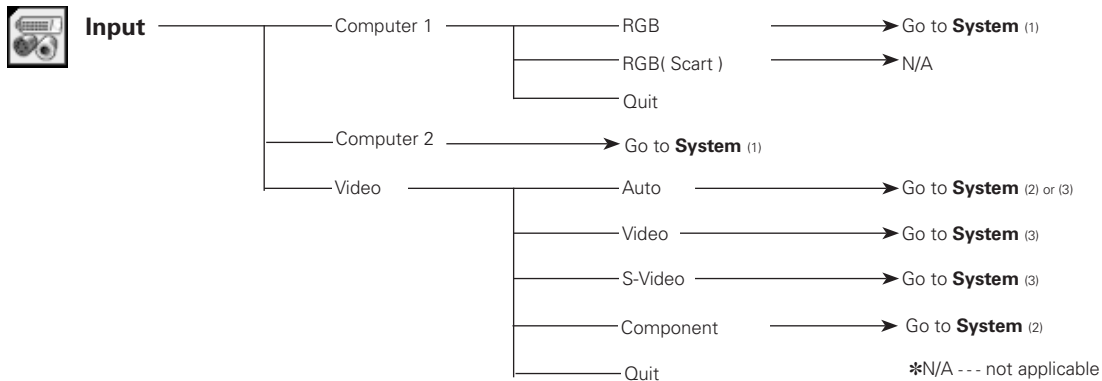 Input
Computer 1
RGB
Go to System (1)
RGB( Scart )
N/A
Quit
Computer 2
Go to System (1)
Video
Auto
Go to System (2) or (3)
Video
Go to System (3)
S-Video
Go to System (3)
Component
Go to System (2)
Quit
✽N/A - - - not applicable